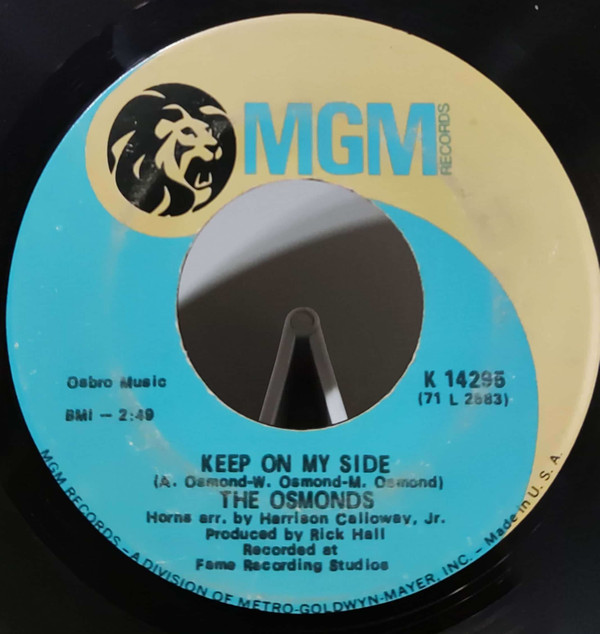 MGM
RECORDS
Osbro Music
BMI – 2:49
K 14295
(71 L 2683)
KEEP ON MY SIDE
(A. Osmond-W. Osmond-M. Osmond)
THE OSMONDS
Horns arr. by Harrison Calloway, Jr.
Produced by Rick Hall
Recorded at
Fame Recording Studios
MGM RECORDS – A DIVISION OF METRO-GOLDWYN-MAYER, INC. – Made in U. S. A.